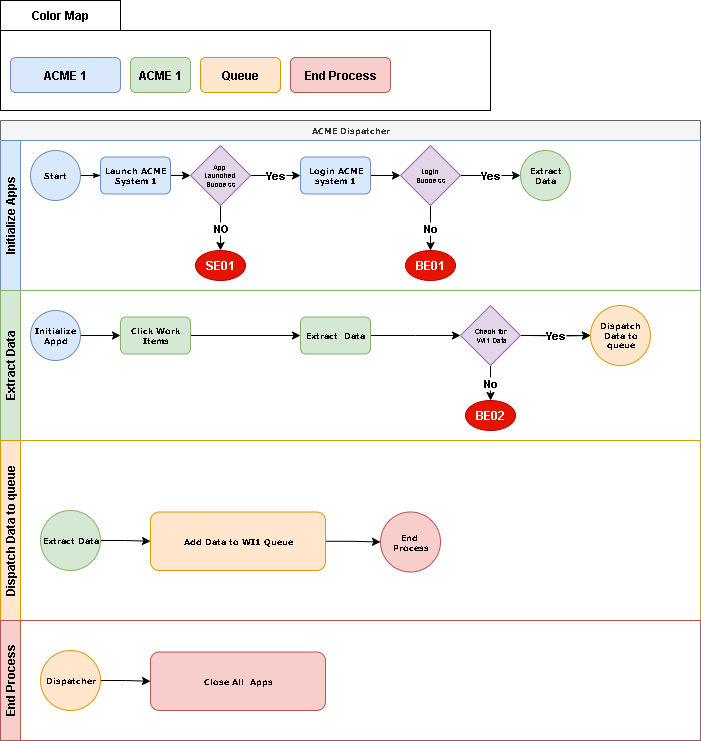 Color Map
ACME 1
ACME 1
Queue
End Process
ACME Dispatcher
Initialize Apps
Start
Launch ACME
System 1
App
Launched
Success
Yes
Login ACME
system 1
Login
Success
Yes
Extract
Data
NO
No
SE01
BE01
Extract Data
Initialize
Appd
Click Work
Items
Extract Data
Check for
WI1 Data
Yes
Dispatch
Data to
queue
No
BE02
Dispatch Data to queue
Extract Data
Add Data to WI1 Queue
End
Process
End Process
Dispatcher
Close All Apps